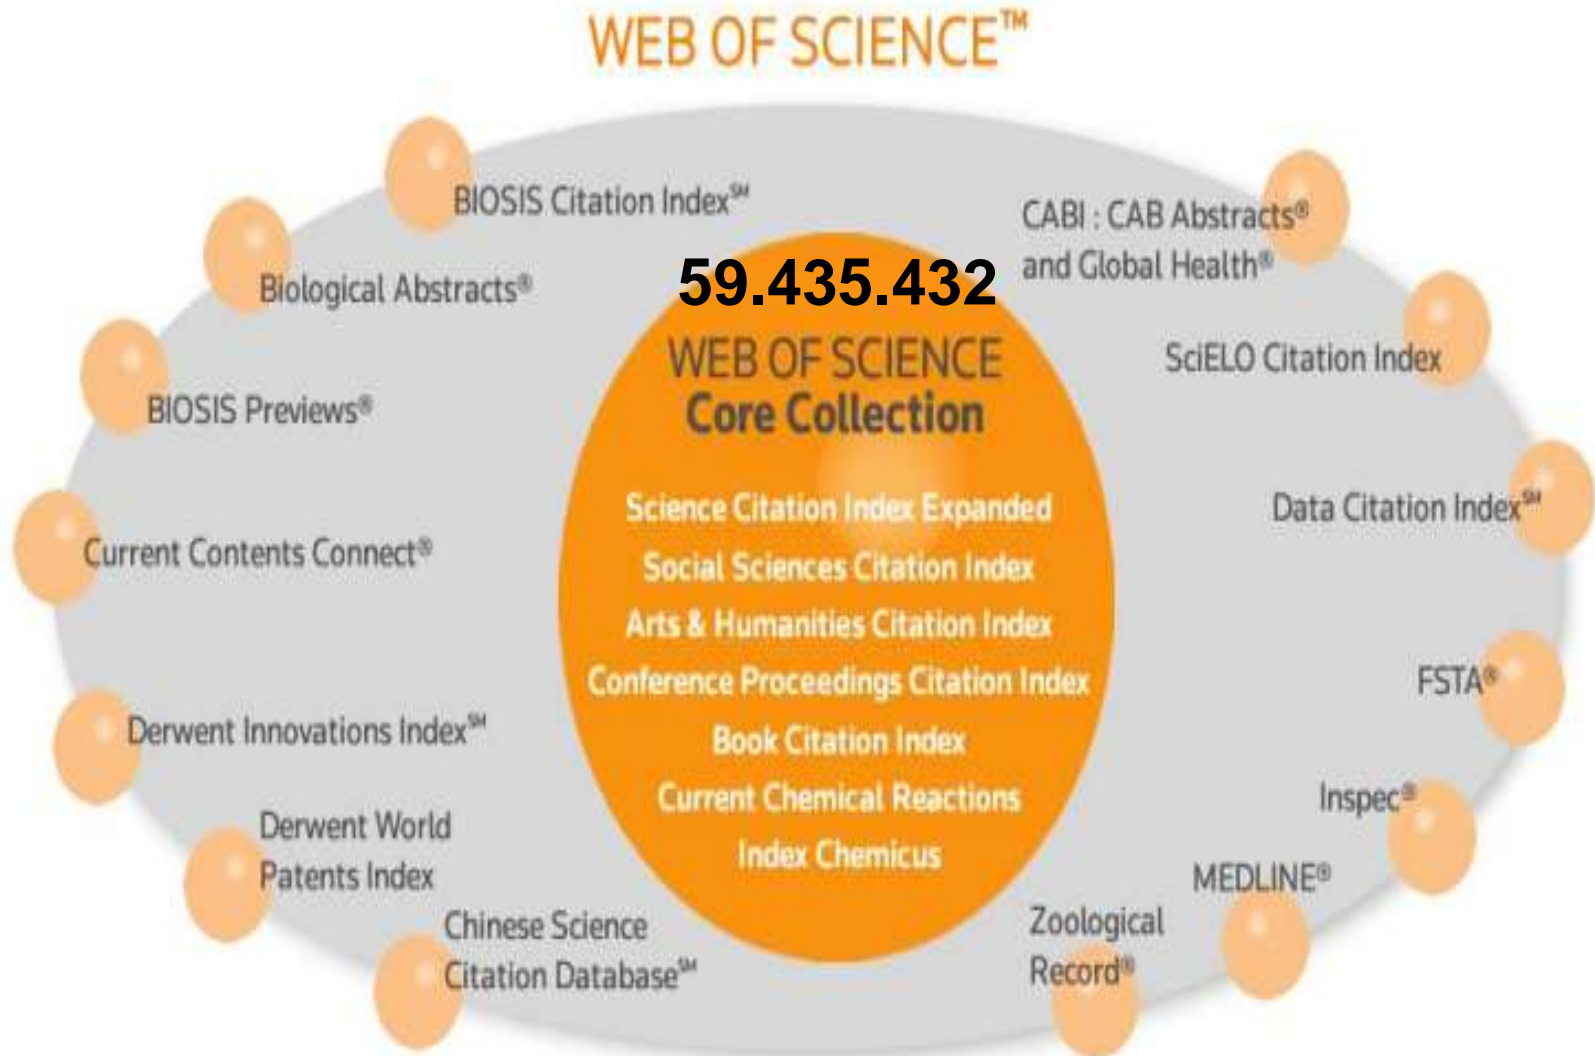 WEB OF SCIENCE™
BIOSIS Citation Index℠
Biological Abstracts®
BIOSIS Previews®
Current Contents Connect®
Derwent Innovations Index℠
Derwent World
Patents Index
Chinese Science
Citation Database℠
59.435.432
WEB OF SCIENCE
Core Collection
Science Citation Index Expanded
Social Sciences Citation Index
Arts & Humanities Citation Index
Conference Proceedings Citation Index
Book Citation Index
Current Chemical Reactions
Index Chemicus
CABI : CAB Abstracts®
and Global Health®
SciELO Citation Index
Data Citation Index℠
FSTA®
Inspec®
MEDLINE®
Zoological
Record®